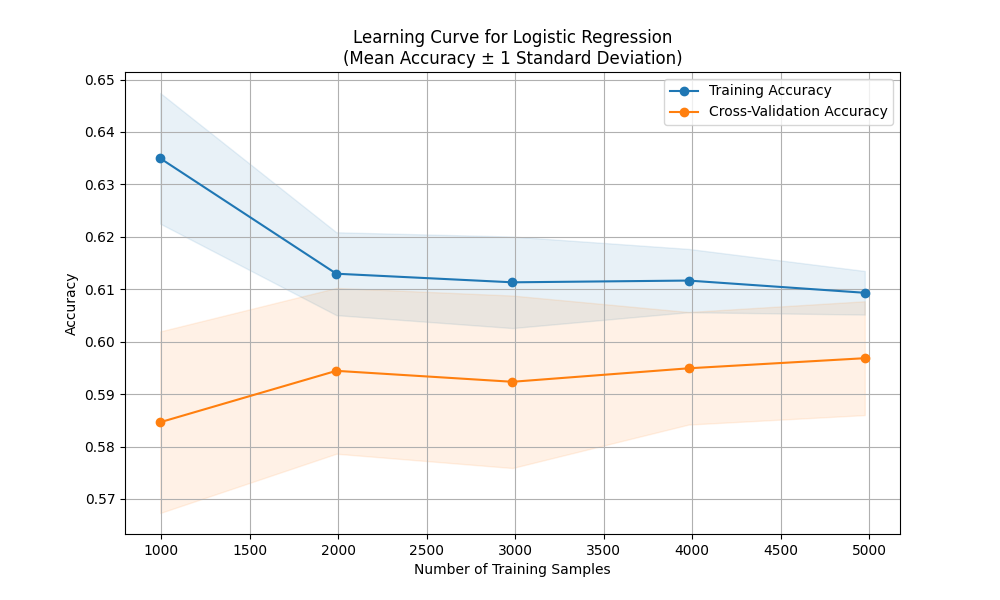 Learning Curve for Logistic Regression
(Mean Accuracy ± 1 Standard Deviation)
Training Accuracy
Cross-Validation Accuracy
Accuracy
0.65
0.64
0.63
0.62
0.61
0.60
0.59
0.58
0.57
1000 1500 2000 2500 3000 3500 4000 4500 5000
Number of Training Samples